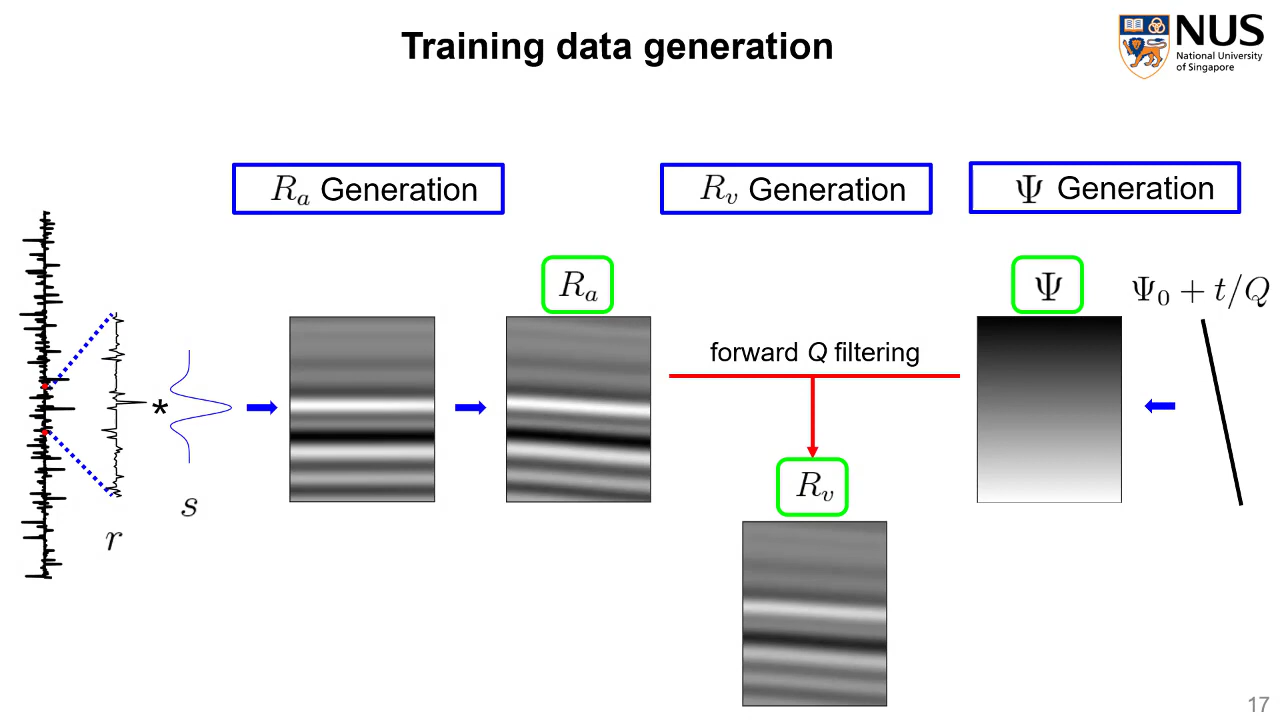 Training data generation
NUS
National University
of Singapore
R_a Generation
R_v Generation
Ψ Generation
R_a
Ψ
Ψ_0 + t/Q
forward Q filtering
*
R_v
s
r
17